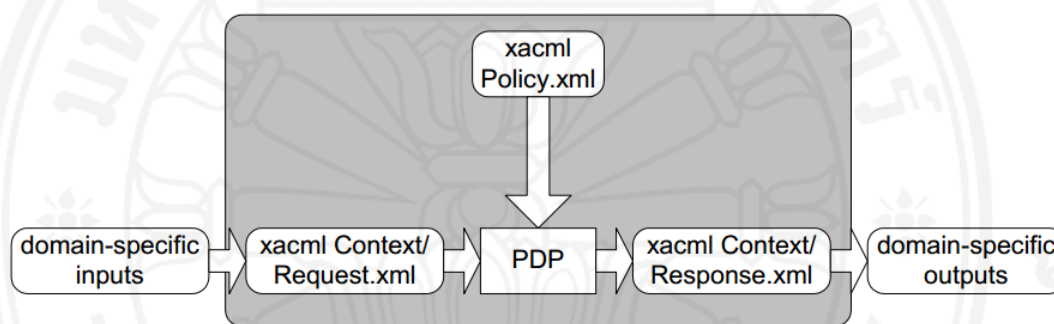 xacml
Policy.xml
domain-specific
inputs
xacml Context/
Request.xml
PDP
xacml Context/
Response.xml
domain-specific
outputs